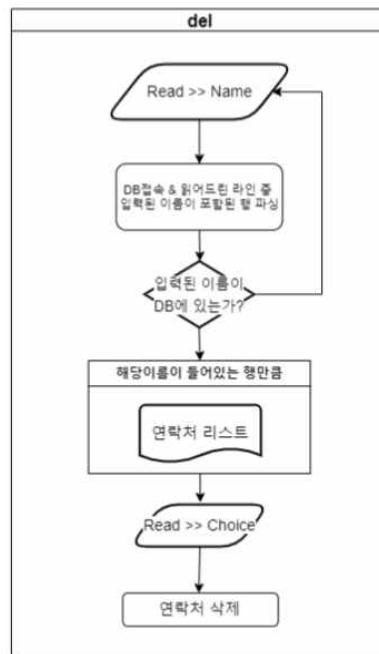 del
Read >> Name
DB접속 & 읽어드린 라인 중
입력된 이름이 포함된 행 파싱
입력된 이름이
DB에 있는가?
해당이름이 들어있는 행만큼
연락처 리스트
Read >> Choice
연락처 삭제